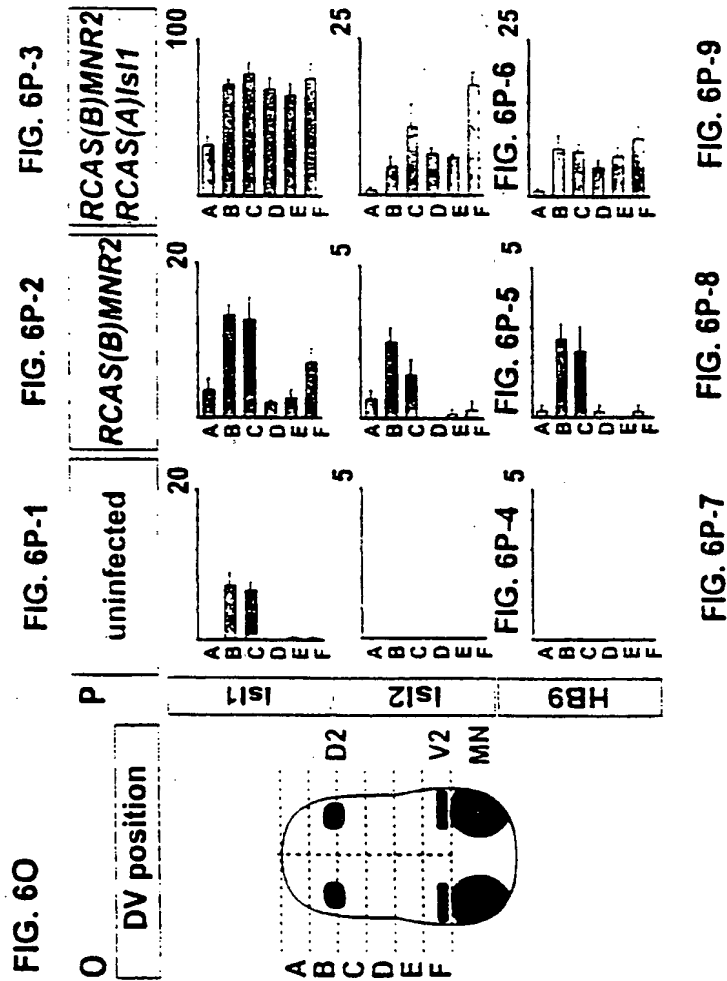 FIG. 6O
FIG. 6P-1
FIG. 6P-2
FIG. 6P-3
O
P
DV position
uninfected
RCAS(B)MNR2
RCAS(B)MNR2
RCAS(A)Isl1
A
B
C
D
E
F
D2
V2
MN
Isl1
20
A
B
C
D
E
F
20
A
B
C
D
E
F
100
A
B
C
D
E
F
Isl2
5
A
B
C
D
E
F
5
A
B
C
D
E
F
25
A
B
C
D
E
F
FIG. 6P-4
FIG. 6P-5
FIG. 6P-6
HB9
5
A
B
C
D
E
F
5
A
B
C
D
E
F
25
A
B
C
D
E
F
FIG. 6P-7
FIG. 6P-8
FIG. 6P-9